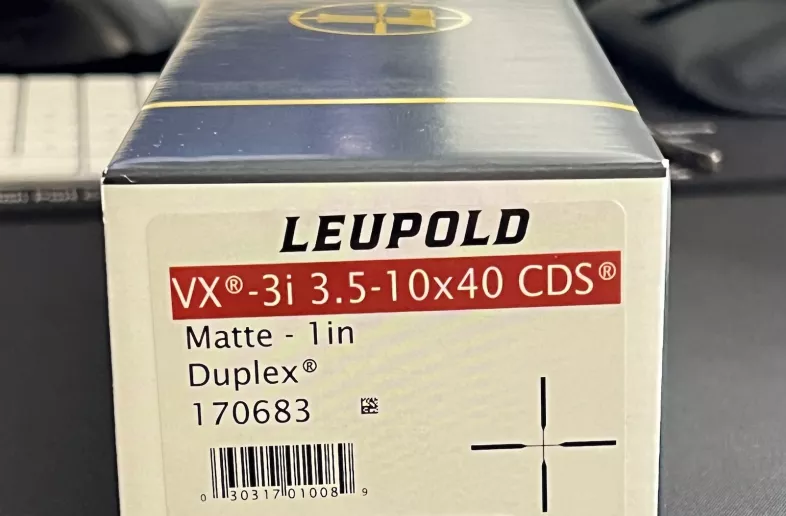 LEUPOLD
VX®-3i 3.5-10x40 CDS®
Matte - 1in
Duplex®
170683
0 30317 01008 9